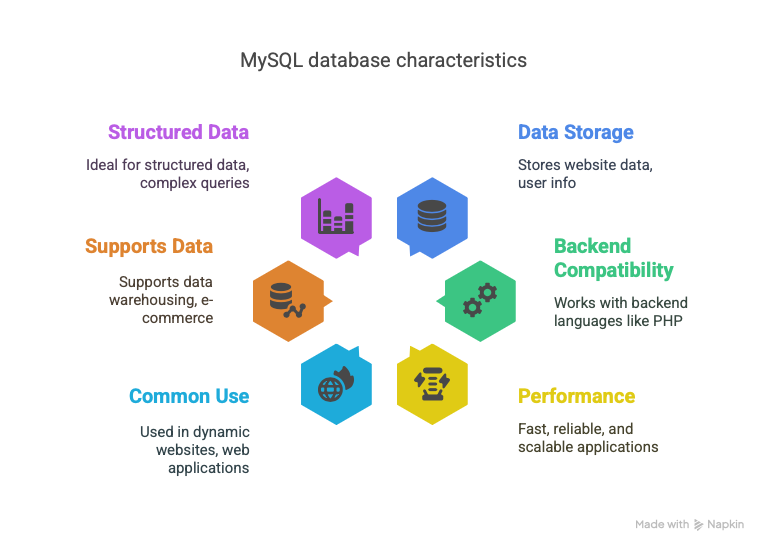 MySQL database characteristics
Structured Data
Ideal for structured data,
complex queries
Data Storage
Stores website data,
user info
Supports Data
Supports data
warehousing, e-
commerce
Backend
Compatibility
Works with backend
languages like PHP
Common Use
Used in dynamic
websites, web
applications
Performance
Fast, reliable, and
scalable applications
Made with Napkin